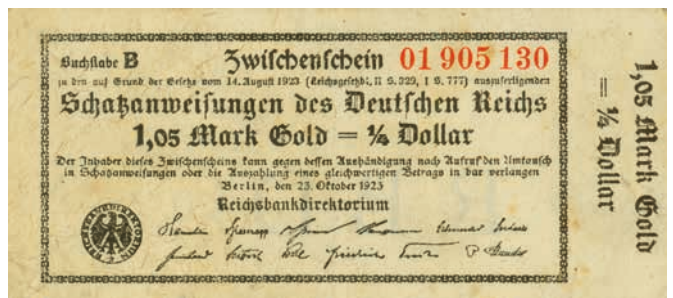 Buchstabe B Zwischenschein 01 905 130
zu den auf Grund der Gesetze vom 14. August 1923 (Reichsgesetzbl. II S. 329, I S. 777) auszufertigenden
Schatzanweisungen des Deutschen Reichs
1,05 Mark Gold = ¼ Dollar
Der Inhaber dieses Zwischenscheins kann gegen dessen Aushändigung nach Aufruf den Umtausch
in Schatzanweisungen oder die Auszahlung eines gleichwertigen Betrags in bar verlangen
Berlin, den 23. Oktober 1923
Reichsbankdirektorium
REICHSBANKDIREKTORIUM
1,05 Mark Gold
= ¼ Dollar